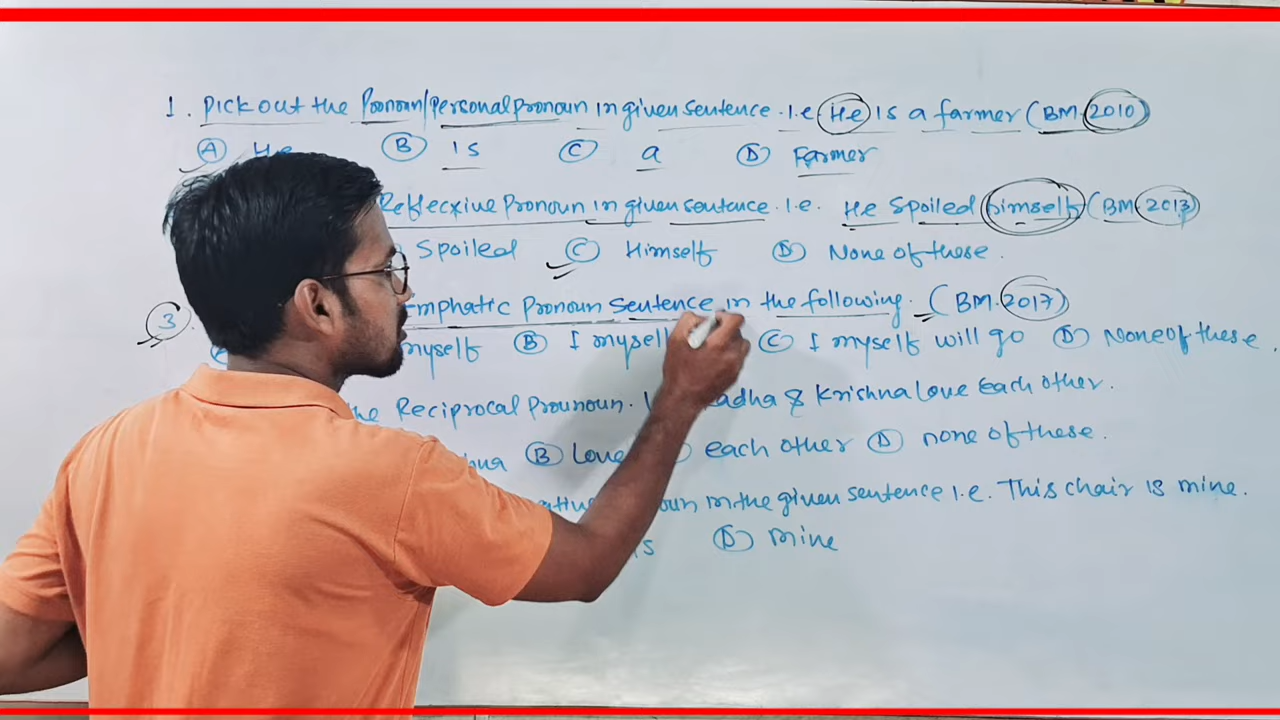 1. Pick out the Pronoun/personal pronoun in given sentence. i.e He is a farmer (BM. 2010)
A He B is C a D Farmer
Reflecxive Pronoun in given sentence. i.e. He Spoiled himself (BM 2013)
Spoiled C Himself D None of these.
3. Emphatic Pronoun Sentence in the following. (BM. 2017)
myself B I myself C I myself will go D None of these.
the Reciprocal Prounoun. & Krishna Love Each other.
B Love each other D none of these.
in the given sentence i.e. This chair is mine.
D mine